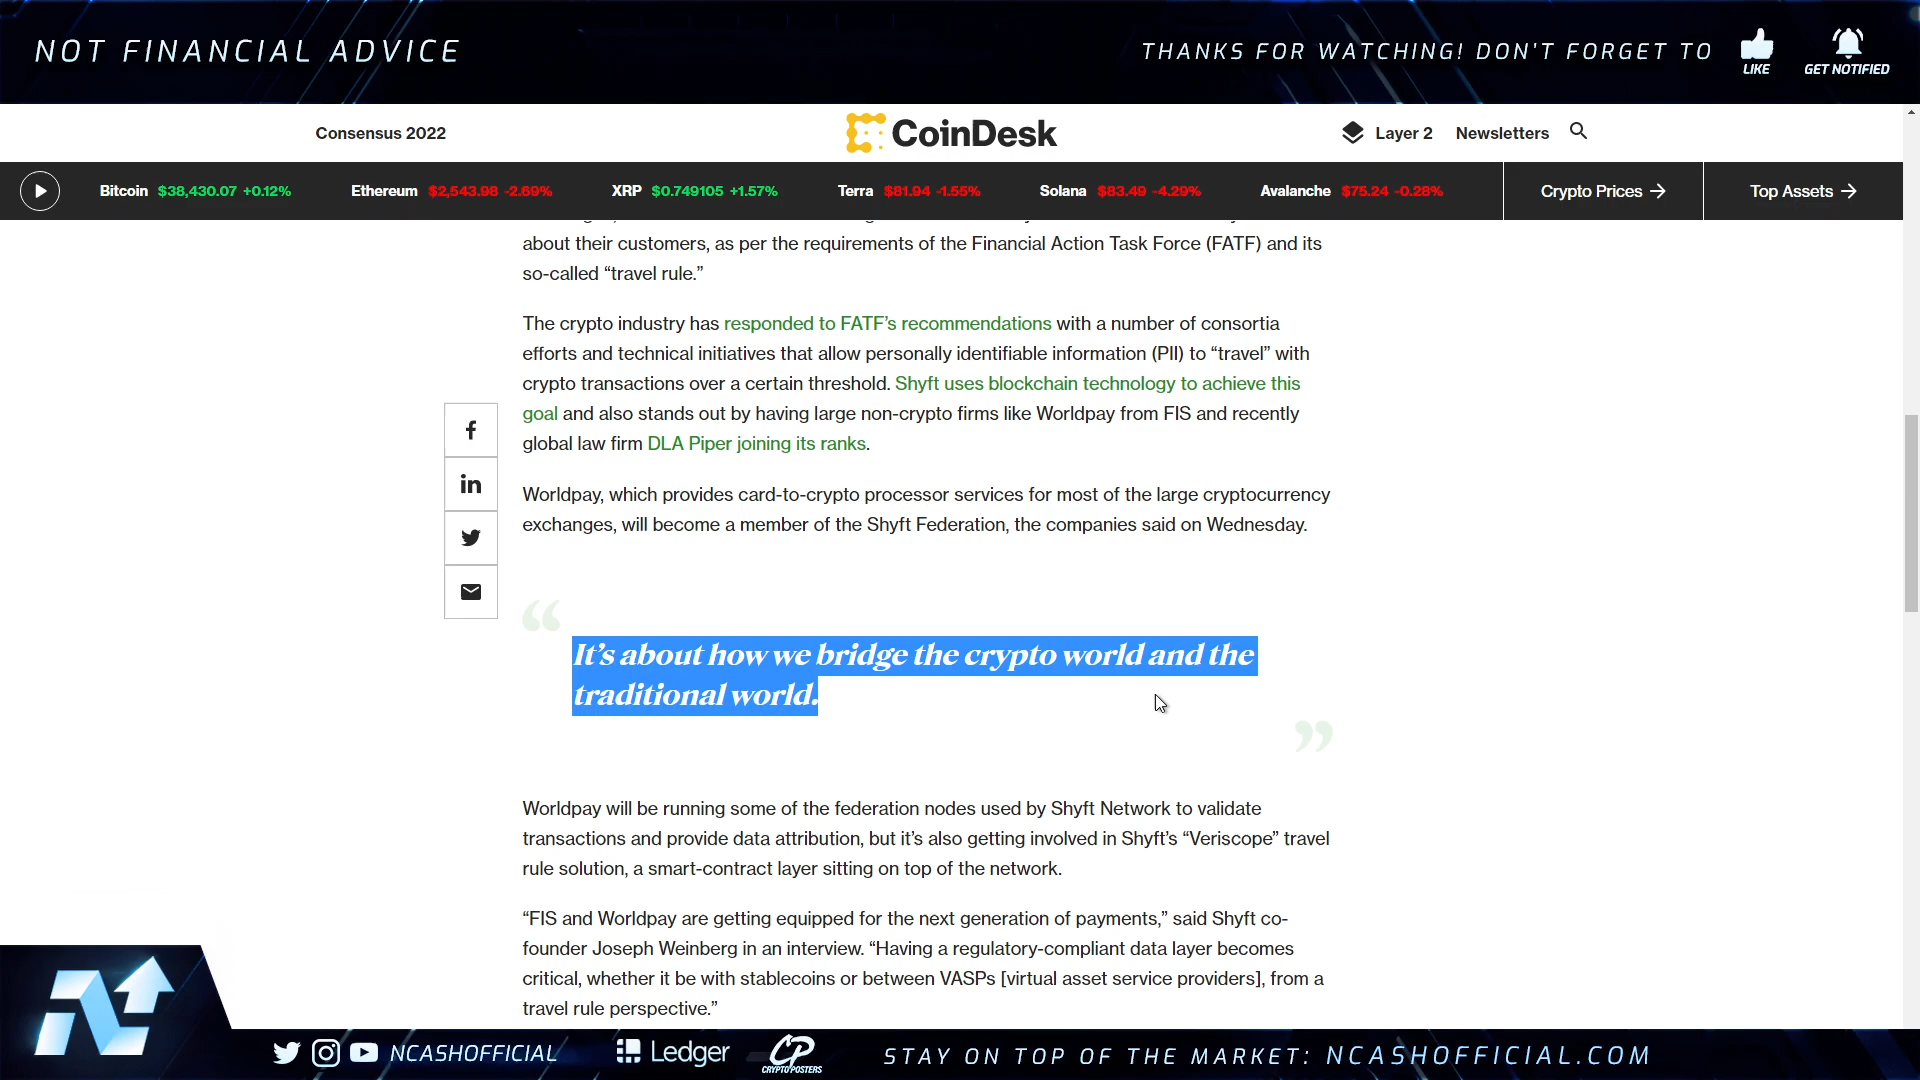 NOT FINANCIAL ADVICE
THANKS FOR WATCHING! DON'T FORGET TO
LIKE
GET NOTIFIED
Consensus 2022
CoinDesk
Layer 2
Newsletters
Bitcoin $38,430.07 +0.12%
Ethereum $2,543.98 -2.69%
XRP $0.749105 +1.57%
Terra $81.94 -1.55%
Solana $83.49 -4.29%
Avalanche $75.24 -0.28%
Crypto Prices →
Top Assets →
about their customers, as per the requirements of the Financial Action Task Force (FATF) and its
so-called “travel rule.”
The crypto industry has responded to FATF’s recommendations with a number of consortia
efforts and technical initiatives that allow personally identifiable information (PII) to “travel” with
crypto transactions over a certain threshold. Shyft uses blockchain technology to achieve this
goal and also stands out by having large non-crypto firms like Worldpay from FIS and recently
global law firm DLA Piper joining its ranks.
Worldpay, which provides card-to-crypto processor services for most of the large cryptocurrency
exchanges, will become a member of the Shyft Federation, the companies said on Wednesday.
“
It’s about how we bridge the crypto world and the
traditional world.
”
Worldpay will be running some of the federation nodes used by Shyft Network to validate
transactions and provide data attribution, but it’s also getting involved in Shyft’s “Veriscope” travel
rule solution, a smart-contract layer sitting on top of the network.
“FIS and Worldpay are getting equipped for the next generation of payments,” said Shyft co-
founder Joseph Weinberg in an interview. “Having a regulatory-compliant data layer becomes
critical, whether it be with stablecoins or between VASPs [virtual asset service providers], from a
travel rule perspective.”
NCASHOFFICIAL
Ledger
CP
CRYPTOPOSTERS
STAY ON TOP OF THE MARKET: NCASHOFFICIAL.COM